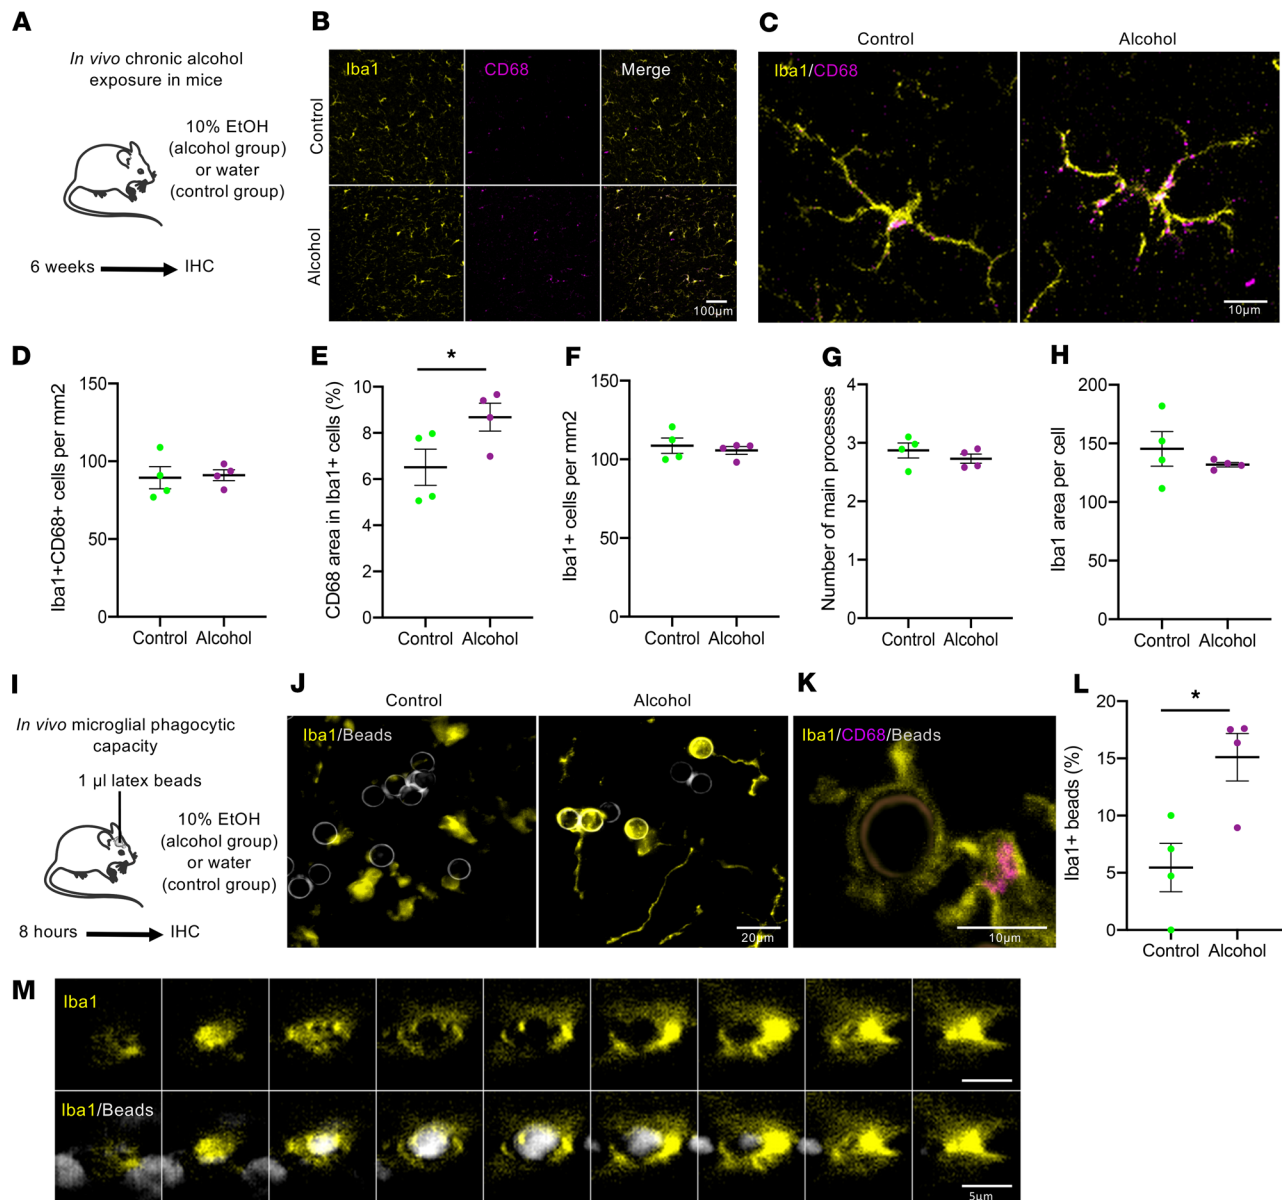 A
In vivo chronic alcohol
exposure in mice
10% EtOH
(alcohol group)
or water
(control group)
6 weeks
IHC
B
Iba1
CD68
Merge
Control
Alcohol
100µm
C
Control
Alcohol
Iba1/CD68
10µm
D
Iba1+CD68+ cells per mm2
150
100
50
0
Control
Alcohol
E
CD68 area in Iba1+ cells (%)
*
10
8
6
4
2
0
Control
Alcohol
F
Iba1+ cells per mm2
150
100
50
0
Control
Alcohol
G
Number of main processes
4
3
2
1
0
Control
Alcohol
H
Iba1 area per cell
200
150
100
50
0
Control
Alcohol
I
In vivo microglial phagocytic
capacity
1 µl latex beads
10% EtOH
(alcohol group)
or water
(control group)
8 hours
IHC
J
Control
Alcohol
Iba1/Beads
20µm
K
Iba1/CD68/Beads
10µm
L
Iba1+ beads (%)
*
20
15
10
5
0
Control
Alcohol
M
Iba1
Iba1/Beads
5µm